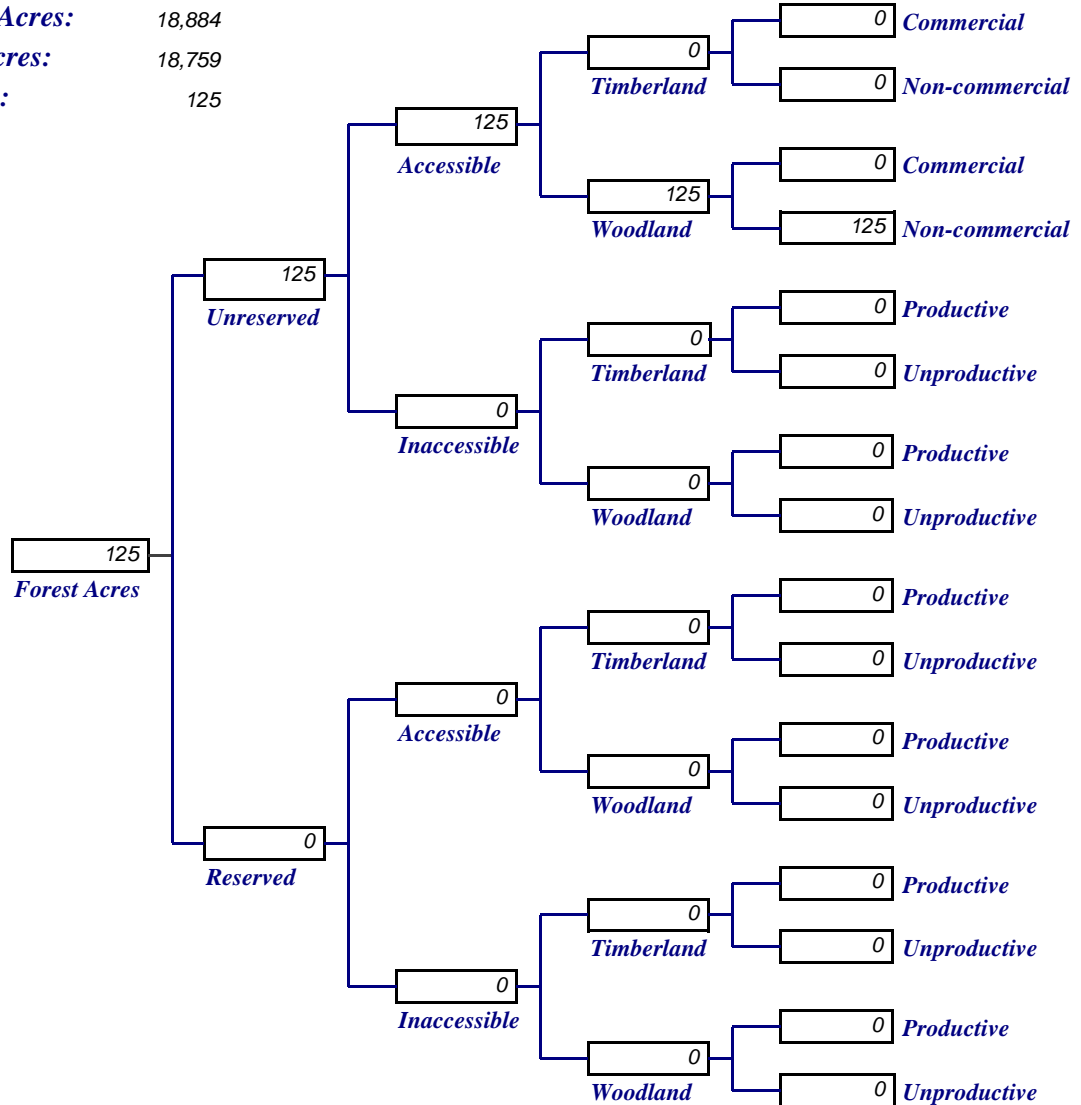 Acres: 18,884
cres: 18,759
: 125
0 Commercial
0 Timberland
0 Non-commercial
125 Accessible
0 Commercial
125 Woodland
125 Non-commercial
125 Unreserved
0 Productive
0 Timberland
0 Unproductive
0 Inaccessible
0 Productive
0 Woodland
0 Unproductive
125 Forest Acres
0 Productive
0 Timberland
0 Unproductive
0 Accessible
0 Productive
0 Woodland
0 Unproductive
0 Reserved
0 Productive
0 Timberland
0 Unproductive
0 Inaccessible
0 Productive
0 Woodland
0 Unproductive